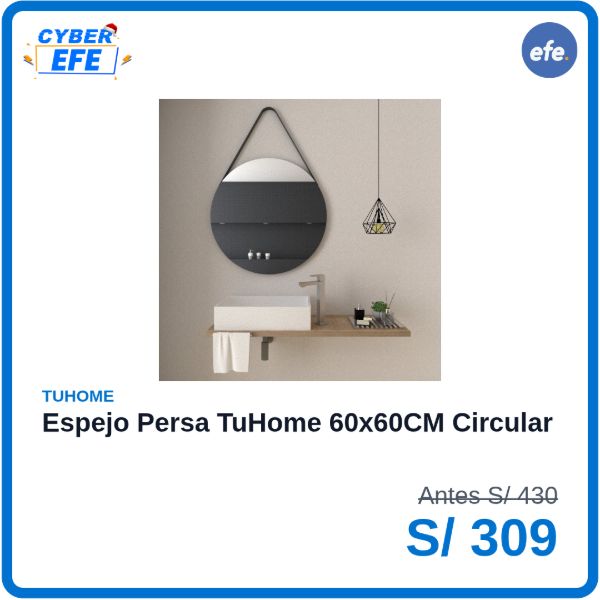 CYBER
EFE
efe.
TUHOME
Espejo Persa TuHome 60x60CM Circular
Antes S/ 430
S/ 309